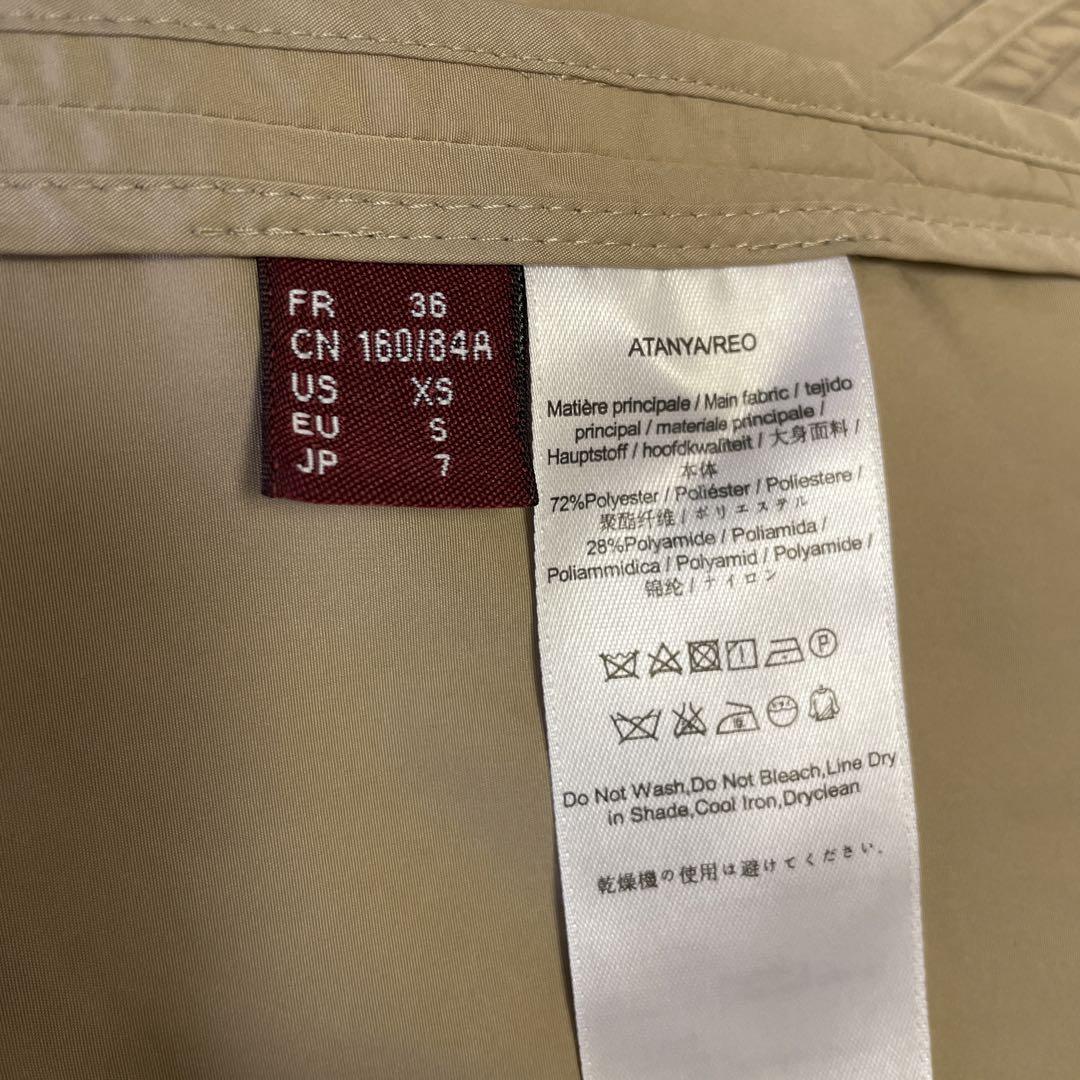 FR 36
CN 160/84A
US XS
EU S
JP 7
ATANYA/REO
Matière principale / Main fabric / tejido
principal / materiale principale /
Hauptstoff / hoofdkwaliteit / 大身面料 /
本体
72%Polyester / Poliéster / Poliestere /
聚酯纤维 / ポリエステル
28%Polyamide / Poliamida /
Poliammidica / Polyamid / Polyamide /
锦纶 / ナイロン
P
Do Not Wash,Do Not Bleach,Line Dry
in Shade,Cool Iron,Dryclean
乾燥機の使用は避けてください.